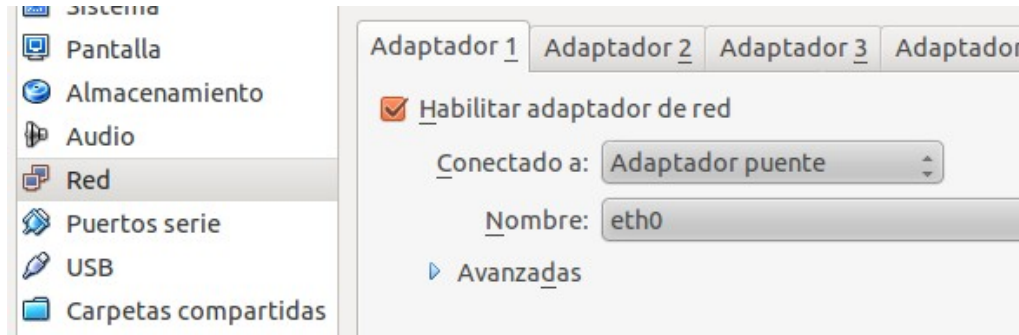 Sistema
Pantalla
Almacenamiento
Audio
Red
Puertos serie
USB
Carpetas compartidas
Adaptador 1 Adaptador 2 Adaptador 3 Adaptador
Habilitar adaptador de red
Conectado a: Adaptador puente
Nombre: eth0
Avanzadas